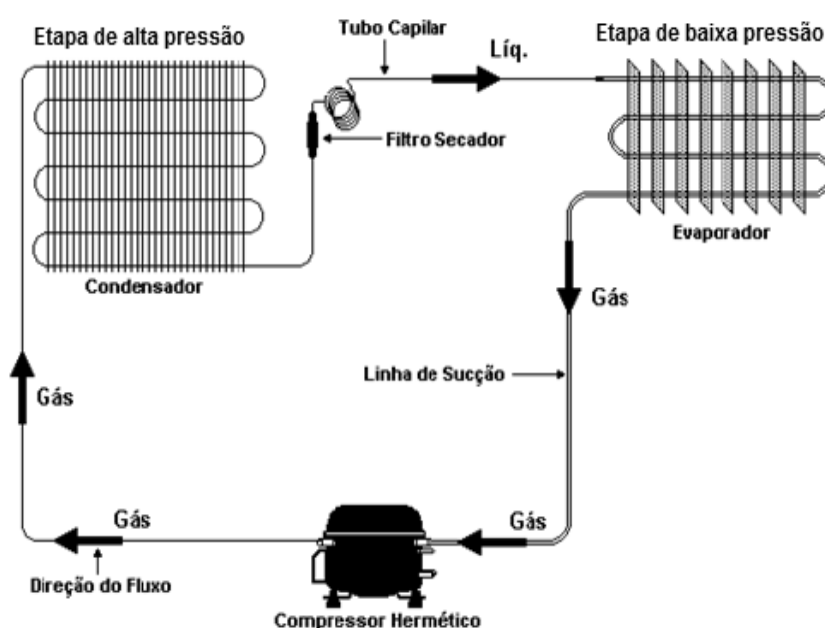 Etapa de alta pressão
Tubo Capilar
Líq.
Etapa de baixa pressão
Filtro Secador
Evaporador
Condensador
Gás
Linha de Sucção
Gás
Gás
Gás
Direção do Fluxo
Compressor Hermético